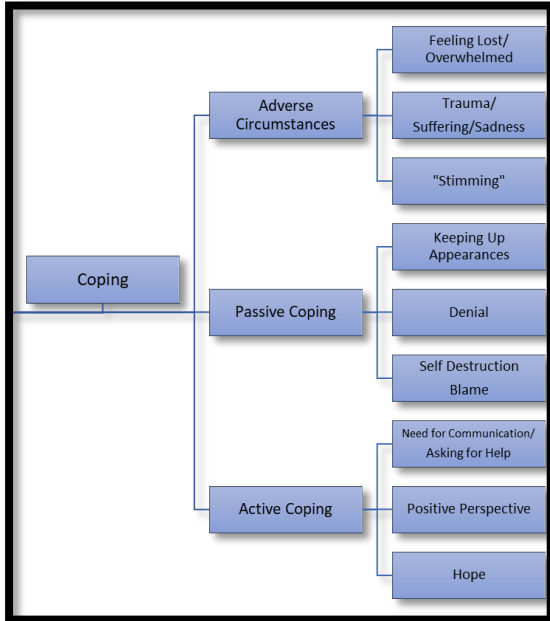 Coping
Adverse
Circumstances
Feeling Lost/
Overwhelmed
Trauma/
Suffering/Sadness
"Stimming"
Passive Coping
Keeping Up
Appearances
Denial
Self Destruction
Blame
Active Coping
Need for Communication/
Asking for Help
Positive Perspective
Hope